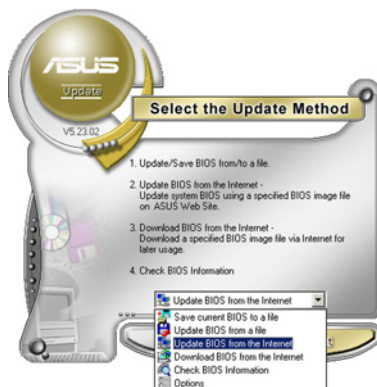 ASUS
Update
V5.23.02
Select the Update Method
1. Update/Save BIOS from/to a file.
2. Update BIOS from the Internet -
Update system BIOS using a specified BIOS image file
on ASUS Web Site.
3. Download BIOS from the Internet -
Download a specified BIOS image file via Internet for
later usage.
4. Check BIOS Information
Update BIOS from the Internet
Save current BIOS to a file
Update BIOS from a file
Update BIOS from the Internet
Download BIOS from the Internet
Check BIOS Information
Options